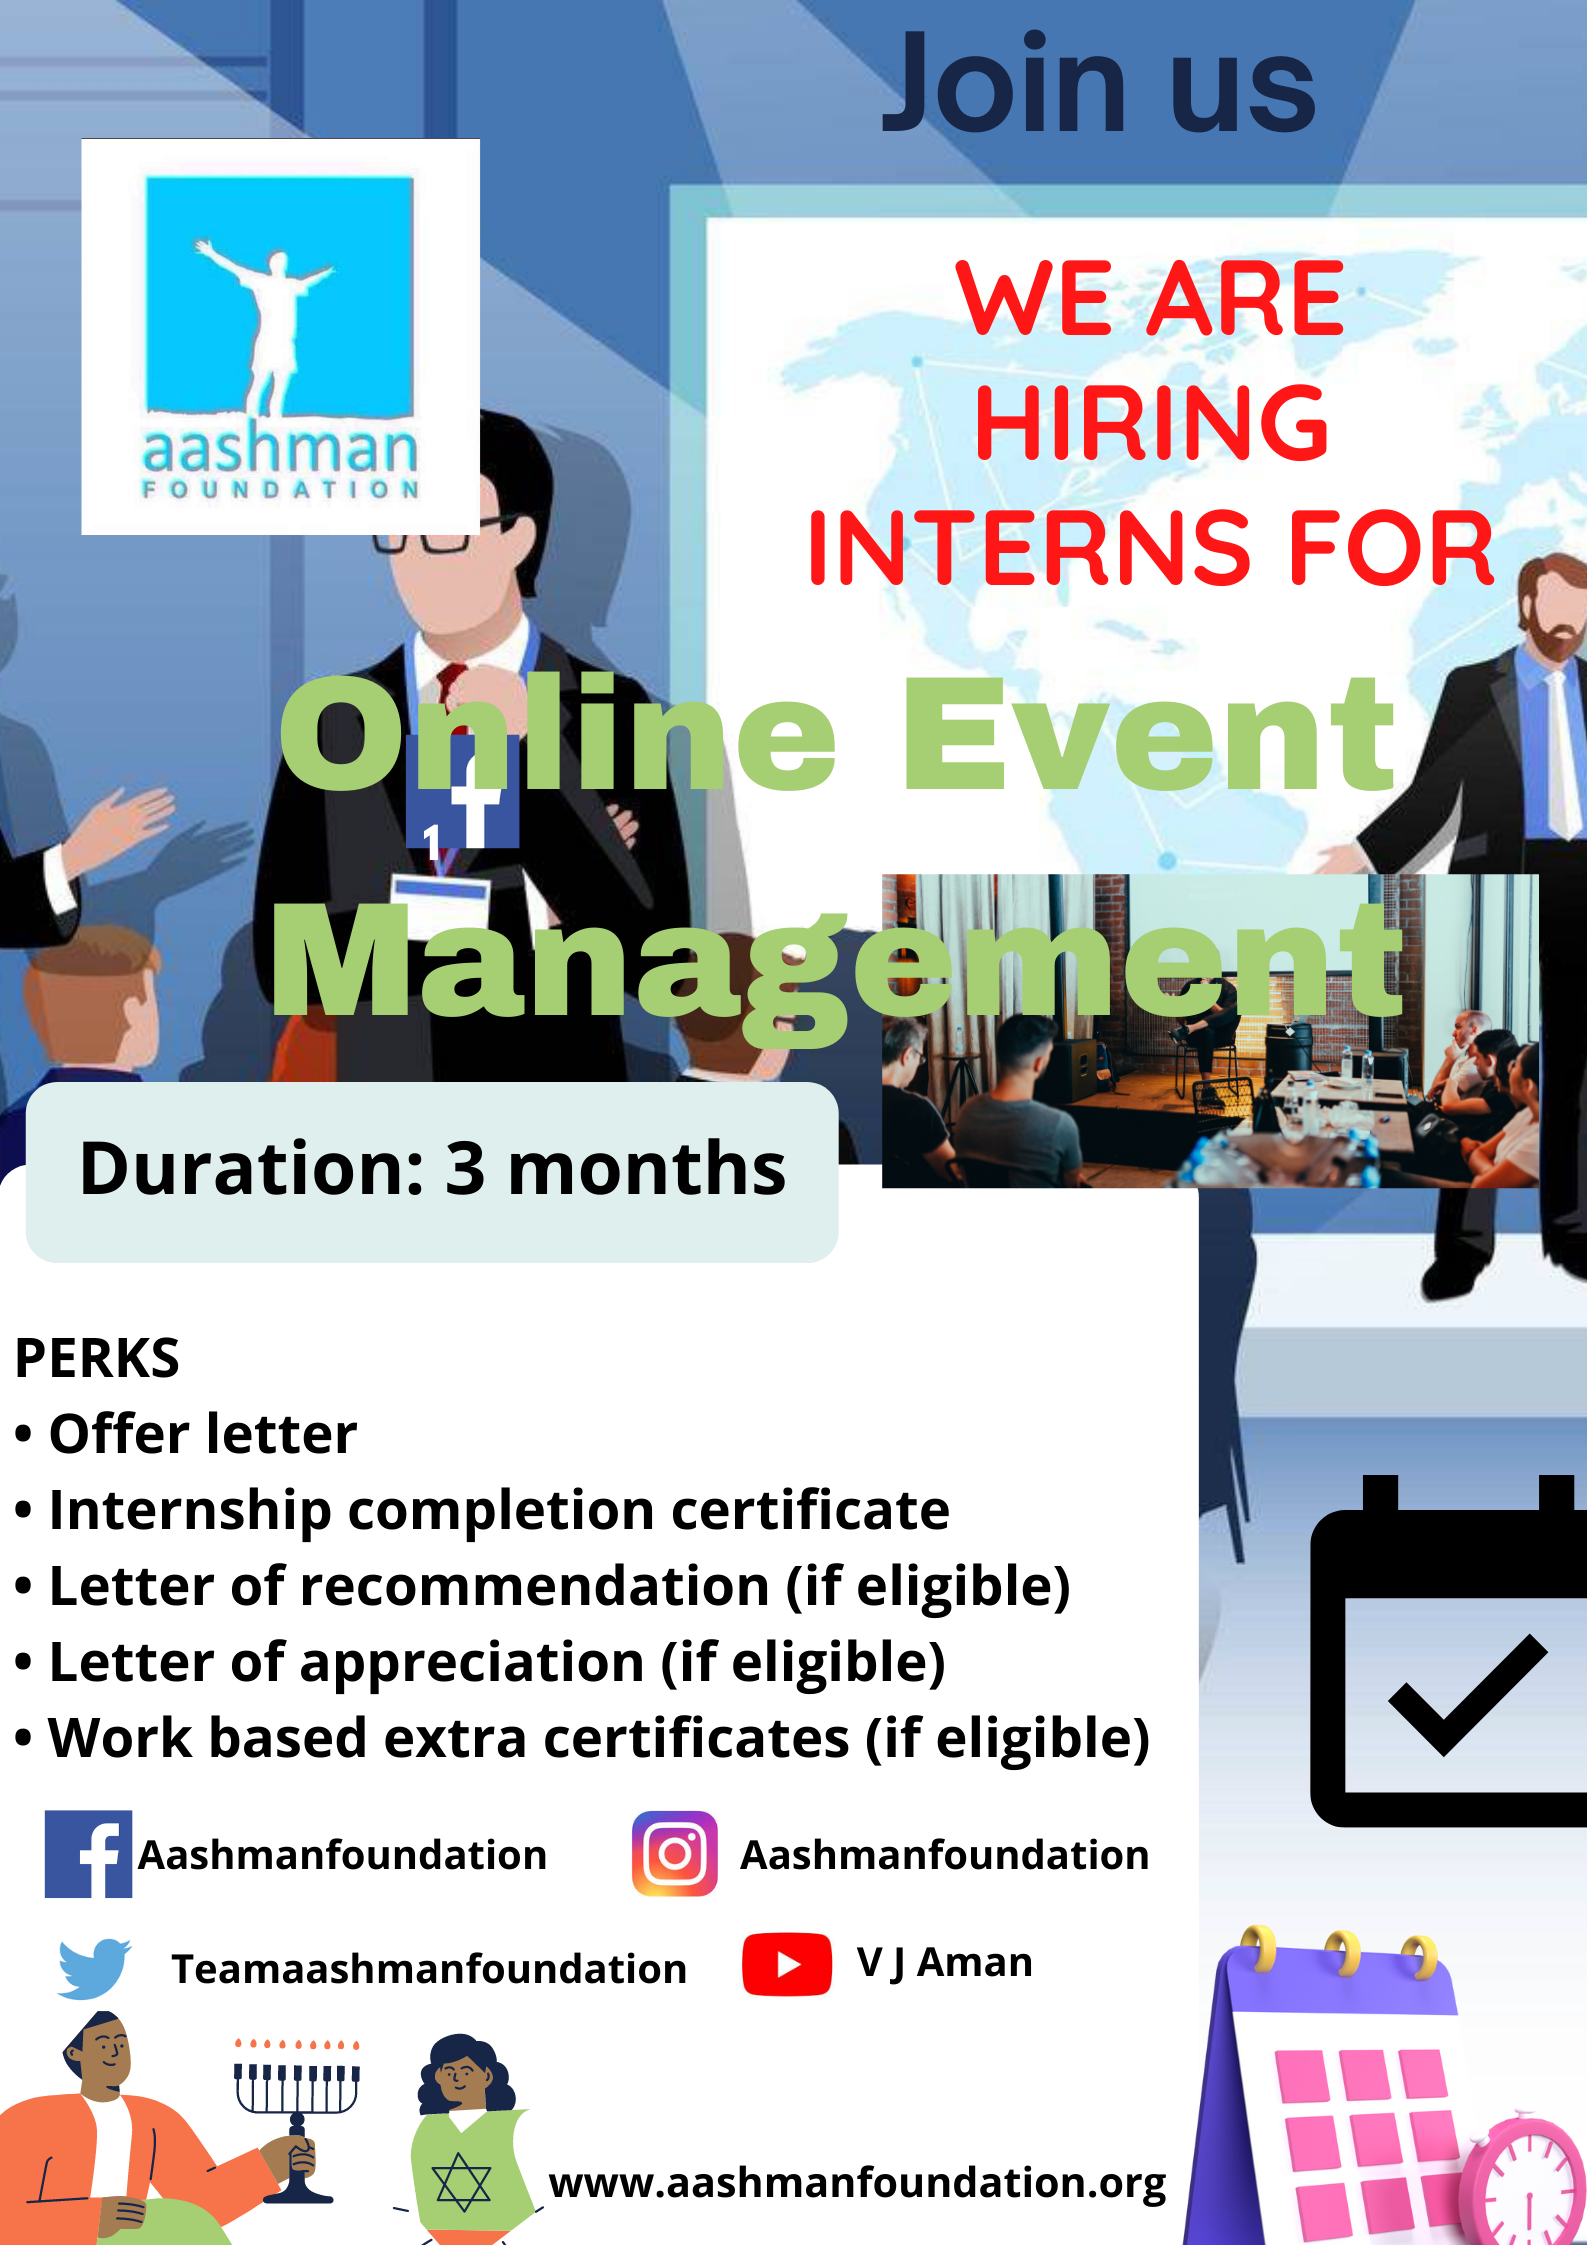 Join us
aashman
FOUNDATION
WE ARE
HIRING
INTERNS FOR
Online Event
1
Management
Duration: 3 months
PERKS
• Offer letter
• Internship completion certificate
• Letter of recommendation (if eligible)
• Letter of appreciation (if eligible)
• Work based extra certificates (if eligible)
Aashmanfoundation
Aashmanfoundation
Teamaashmanfoundation
V J Aman
www.aashmanfoundation.org